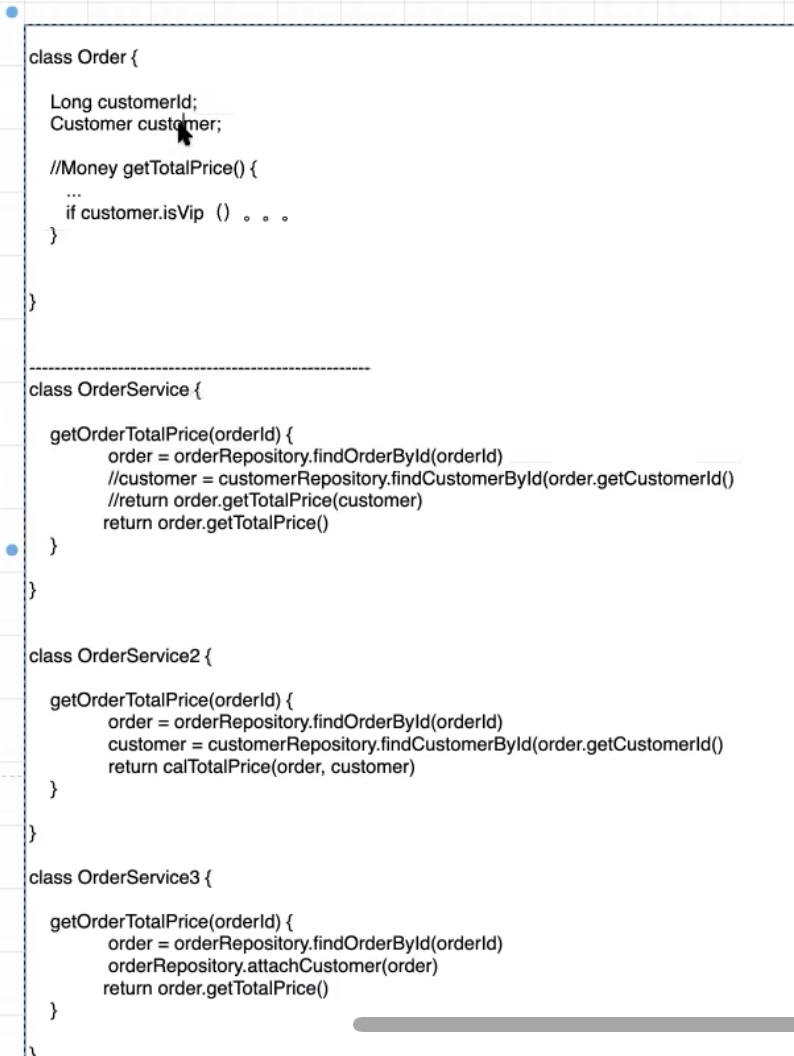 class Order {
Long customerId;
Customer customer;
//Money getTotalPrice() {
...
if customer.isVip () 。。。
}
}
------------------------------------------------------
class OrderService {
getOrderTotalPrice(orderId) {
order = orderRepository.findOrderById(orderId)
//customer = customerRepository.findCustomerById(order.getCustomerId()
//return order.getTotalPrice(customer)
return order.getTotalPrice()
}
}
class OrderService2 {
getOrderTotalPrice(orderId) {
order = orderRepository.findOrderById(orderId)
customer = customerRepository.findCustomerById(order.getCustomerId()
return calTotalPrice(order, customer)
}
}
class OrderService3 {
getOrderTotalPrice(orderId) {
order = orderRepository.findOrderById(orderId)
orderRepository.attachCustomer(order)
return order.getTotalPrice()
}
}